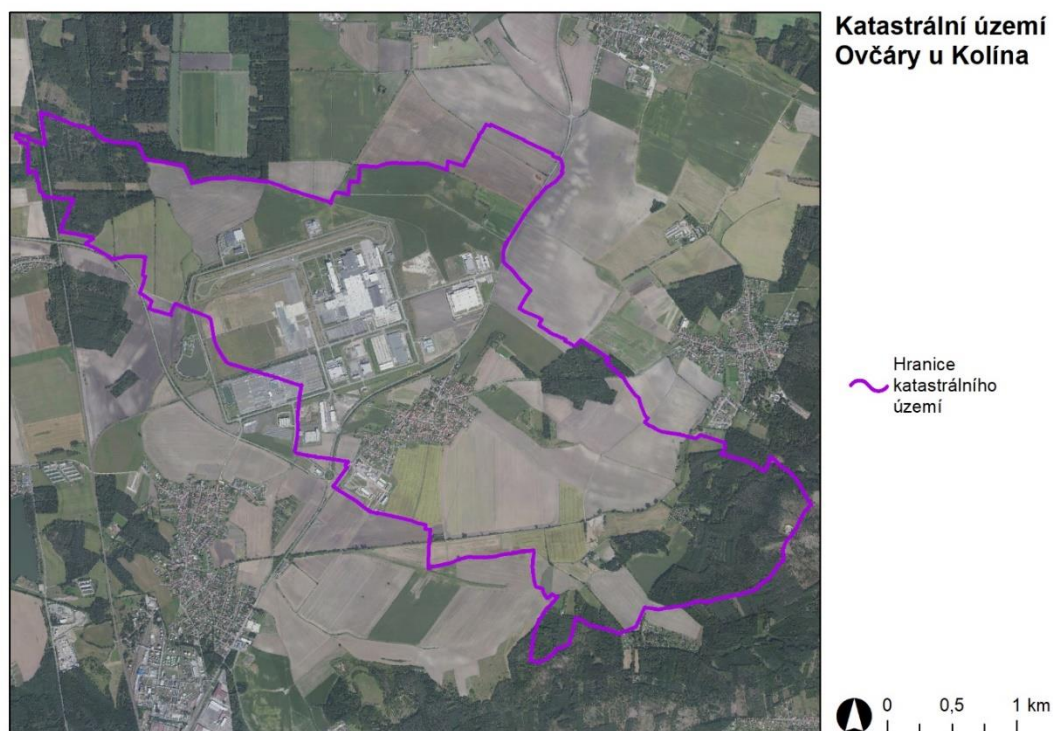 Katastrální území
Ovčáry u Kolína
Hranice
katastrálního
území
0 0,5 1 km